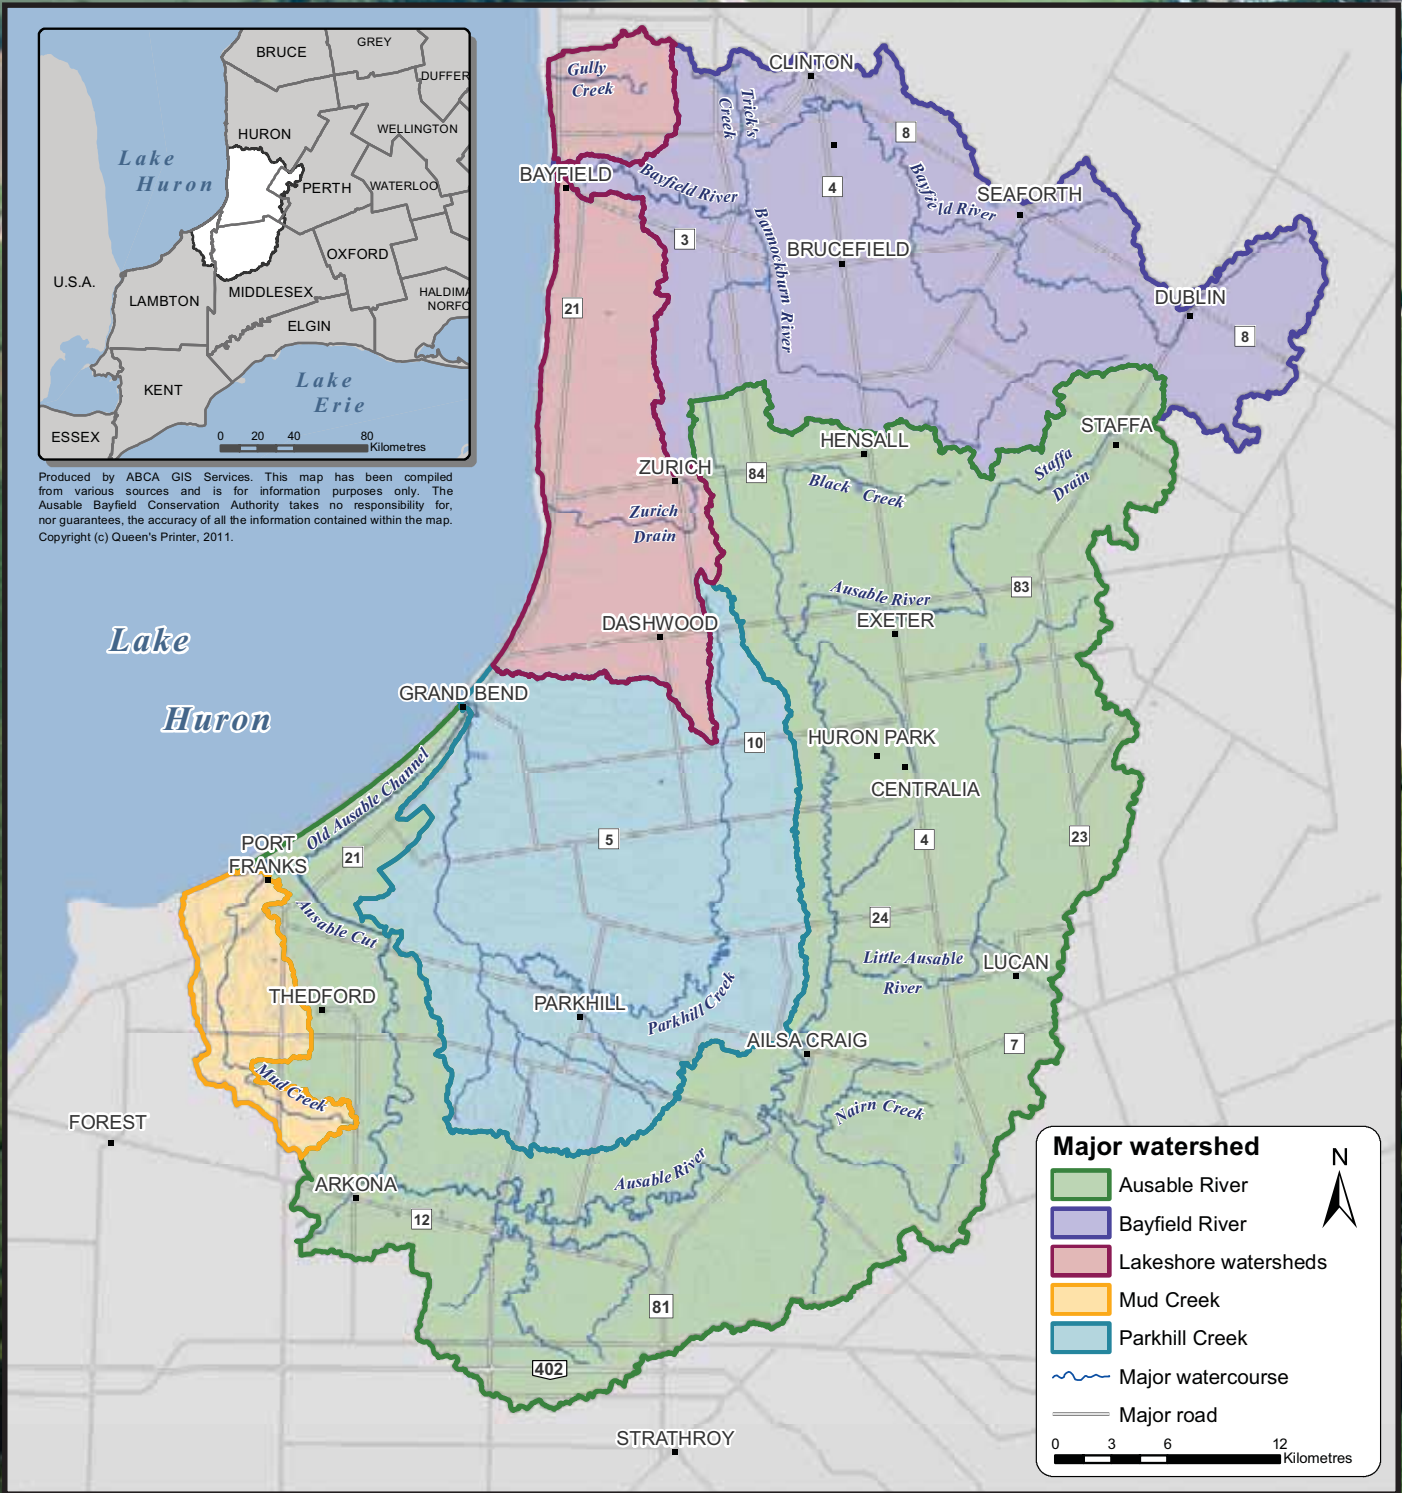 BRUCE
GREY
DUFFER
WELLINGTON
HURON
Lake
Huron
PERTH
WATERLOO
OXFORD
U.S.A.
LAMBTON
MIDDLESEX
HALDIMA
NORFO
ELGIN
KENT
Lake
Erie
ESSEX
0 20 40 80
Kilometres
Produced by ABCA GIS Services. This map has been compiled
from various sources and is for information purposes only. The
Ausable Bayfield Conservation Authority takes no responsibility for,
nor guarantees, the accuracy of all the information contained within the map.
Copyright (c) Queen's Printer, 2011.
Gully
Creek
CLINTON
Trick's
Creek
8
BAYFIELD
Bayfield River
4
Bayfield River
SEAFORTH
3
Bannockburn River
BRUCEFIELD
21
DUBLIN
8
HENSALL
STAFFA
ZURICH
84
Black Creek
Staffa
Drain
Zurich
Drain
Ausable River
83
DASHWOOD
EXETER
Lake
Huron
GRAND BEND
10
HURON PARK
CENTRALIA
Old Ausable Channel
5
4
23
PORT
FRANKS
21
Ausable Cut
24
Little Ausable
River
LUCAN
THEDFORD
PARKHILL
Parkhill Creek
AILSA CRAIG
7
Mud Creek
Nairn Creek
FOREST
Ausable River
ARKONA
12
81
402
STRATHROY
Major watershed
N
Ausable River
Bayfield River
Lakeshore watersheds
Mud Creek
Parkhill Creek
Major watercourse
Major road
0 3 6 12
Kilometres